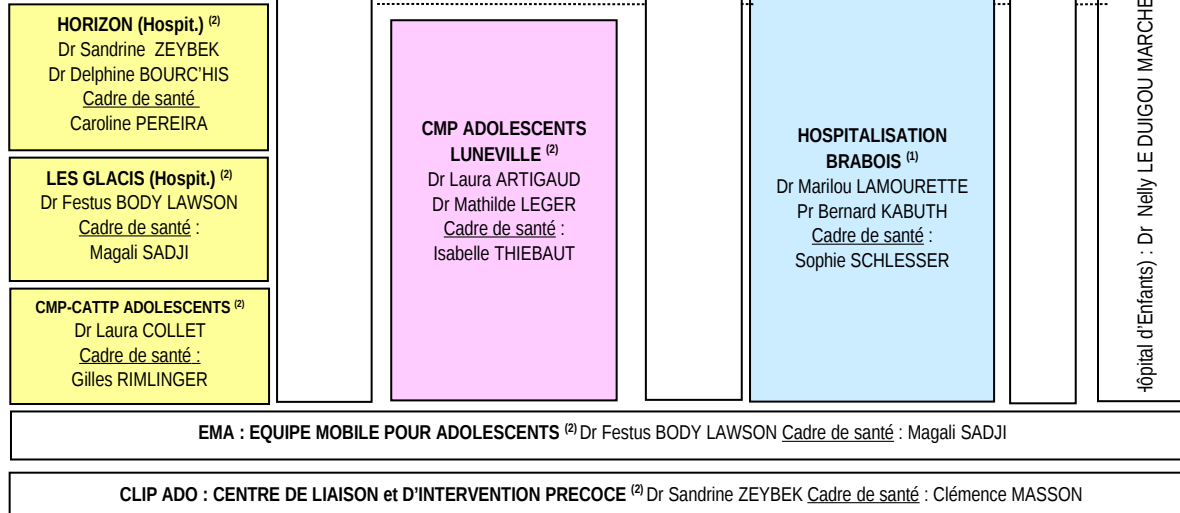 HORIZON (Hospit.) (2)
Dr Sandrine ZEYBEK
Dr Delphine BOURC'HIS
Cadre de santé
Caroline PEREIRA
LES GLACIS (Hospit.) (2)
Dr Festus BODY LAWSON
Cadre de santé :
Magali SADJI
CMP-CATTP ADOLESCENTS (2)
Dr Laura COLLET
Cadre de santé :
Gilles RIMLINGER
CMP ADOLESCENTS
LUNEVILLE (2)
Dr Laura ARTIGAUD
Dr Mathilde LEGER
Cadre de santé :
Isabelle THIEBAUT
HOSPITALISATION
BRABOIS (1)
Dr Marilou LAMOURETTE
Pr Bernard KABUTH
Cadre de santé :
Sophie SCHLESSER
d'Enfants) : Dr Nelly LE DUIGOU
EMA : EQUIPE MOBILE POUR ADOLESCENTS (2) Dr Festus BODY LAWSON Cadre de santé : Magali SADJI
CLIP ADO : CENTRE DE LIAISON et D'INTERVENTION PRECOCE (2) Dr Sandrine ZEYBEK Cadre de santé : Clémence MASSON